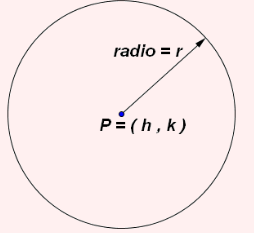 radio = r
P = ( h , k )